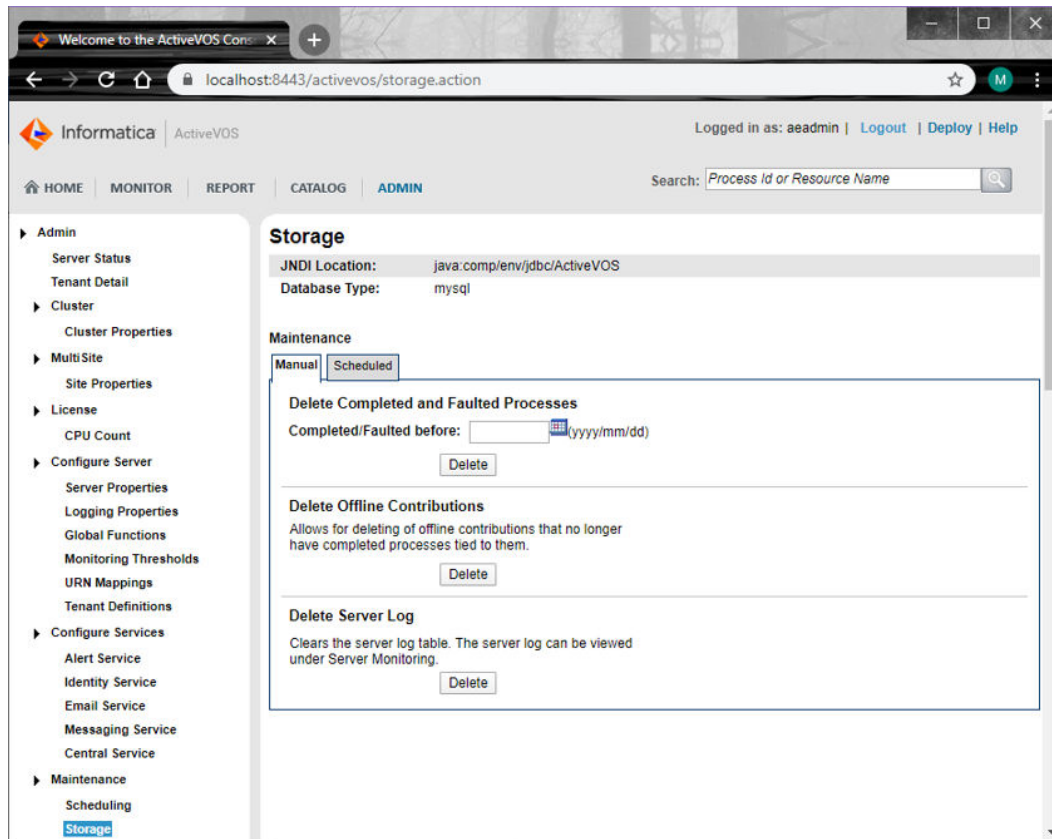 Welcome to the ActiveVOS Cons
localhost:8443/activevos/storage.action
M
Informatica ActiveVOS
Logged in as: aeadmin | Logout | Deploy | Help
HOME MONITOR REPORT CATALOG ADMIN
Search: Process Id or Resource Name
Admin
Server Status
Tenant Detail
Cluster
Cluster Properties
MultiSite
Site Properties
License
CPU Count
Configure Server
Server Properties
Logging Properties
Global Functions
Monitoring Thresholds
URN Mappings
Tenant Definitions
Configure Services
Alert Service
Identity Service
Email Service
Messaging Service
Central Service
Maintenance
Scheduling
Storage
Storage
JNDI Location: java:comp/env/jdbc/ActiveVOS
Database Type: mysql
Maintenance
Manual Scheduled
Delete Completed and Faulted Processes
Completed/Faulted before: (yyyy/mm/dd)
Delete
Delete Offline Contributions
Allows for deleting of offline contributions that no longer
have completed processes tied to them.
Delete
Delete Server Log
Clears the server log table. The server log can be viewed
under Server Monitoring.
Delete